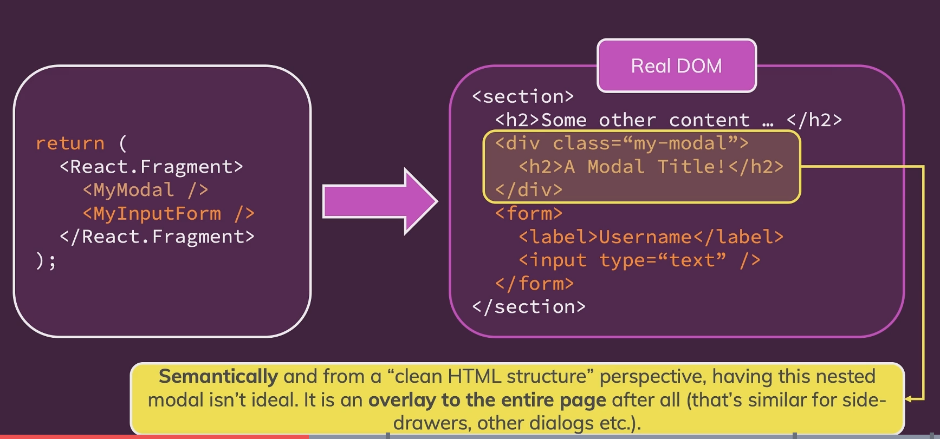 return (
<React.Fragment>
<MyModal />
<MyInputForm />
</React.Fragment>
);
Real DOM
<section>
<h2>Some other content … </h2>
<div class=“my-modal”>
<h2>A Modal Title!</h2>
</div>
<form>
<label>Username</label>
<input type=“text” />
</form>
</section>
Semantically and from a “clean HTML structure” perspective, having this nested
modal isn’t ideal. It is an overlay to the entire page after all (that’s similar for side-
drawers, other dialogs etc.).